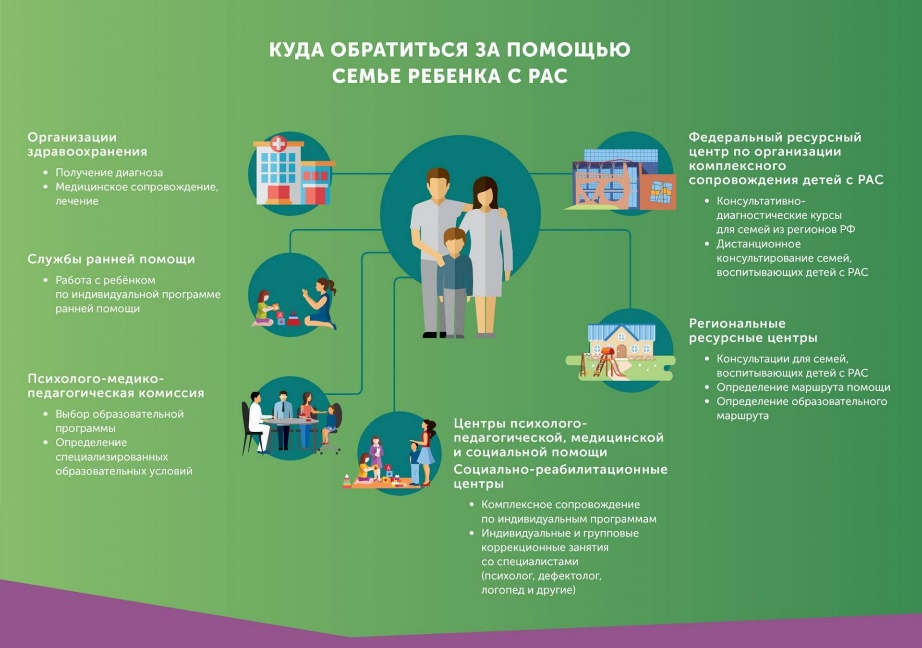 КУДА ОБРАТИТЬСЯ ЗА ПОМОЩЬЮ
СЕМЬЕ РЕБЕНКА С РАС
Организации
здравоохранения
• Получение диагноза
• Медицинское сопровождение,
лечение
Службы ранней помощи
• Работа с ребёнком
по индивидуальной программе
ранней помощи
Психолого-медико-
педагогическая комиссия
• Выбор образовательной
программы
• Определение
специализированных
образовательных условий
Центры психолого-
педагогической, медицинской
и социальной помощи
Социально-реабилитационные
центры
• Комплексное сопровождение
по индивидуальным программам
• Индивидуальные и групповые
коррекционные занятия
со специалистами
(психолог, дефектолог,
логопед и другие)
Федеральный ресурсный
центр по организации
комплексного
сопровождения детей с РАС
• Консультативно-
диагностические курсы
для семей из регионов РФ
• Дистанционное
консультирование семей,
воспитывающих детей с РАС
Региональные
ресурсные центры
• Консультации для семей,
воспитывающих детей с РАС
• Определение маршрута помощи
• Определение образовательного
маршрута